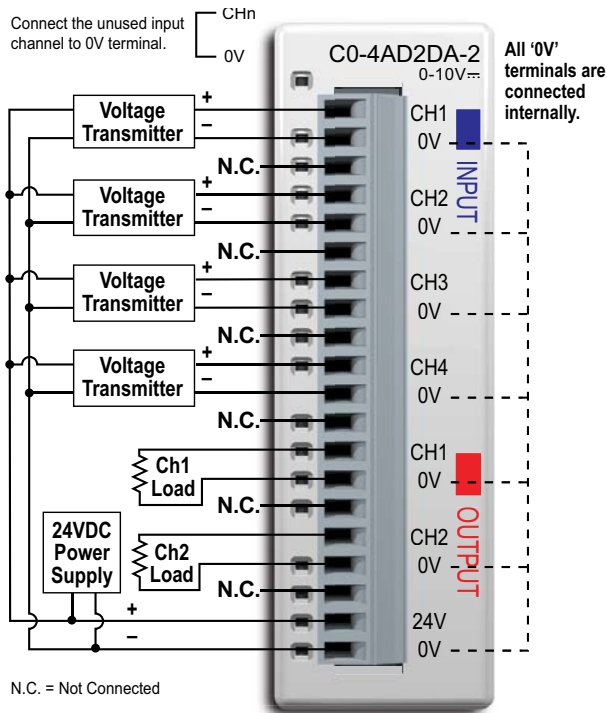 Connect the unused input
channel to 0V terminal.
CHn
0V
C0-4AD2DA-2
0-10V⎓
All ‘0V’
terminals are
connected
internally.
Voltage
Transmitter
+
–
CH1
0V
INPUT
N.C.
Voltage
Transmitter
+
–
CH2
0V
N.C.
Voltage
Transmitter
+
–
CH3
0V
N.C.
Voltage
Transmitter
+
–
CH4
0V
N.C.
Ch1
Load
CH1
0V
OUTPUT
N.C.
24VDC
Power
Supply
Ch2
Load
CH2
0V
N.C.
+
–
24V
0V
N.C. = Not Connected